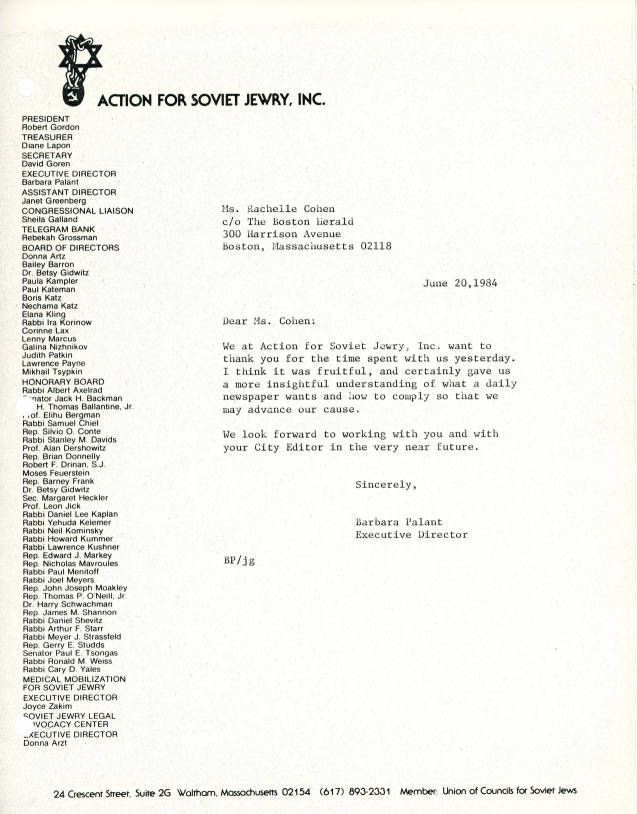 ACTION FOR SOVIET JEWRY, INC.
PRESIDENT
Robert Gordon
TREASURER
Diane Lapon
SECRETARY
David Goren
EXECUTIVE DIRECTOR
Barbara Palant
ASSISTANT DIRECTOR
Janet Greenberg
CONGRESSIONAL LIAISON
Sheila Galland
TELEGRAM BANK
Rebekah Grossman
BOARD OF DIRECTORS
Donna Artz
Bailey Barron
Dr. Betsy Gidwitz
Paula Kampler
Paul Kateman
Boris Katz
Nechama Katz
Elana Kling
Rabbi Ira Korinow
Corinne Lax
Lenny Marcus
Galina Nizhnikov
Judith Patkin
Lawrence Payne
Mikhail Tsypkin
HONORARY BOARD
Rabbi Albert Axelrad
Jack H. Backman
H. Thomas Ballantine, Jr.
Elihu Bergman
Rabbi Samuel Chiel
Rep. Silvio O. Conte
Rabbi Stanley M. Davids
Prof. Alan Dershowitz
Rep. Brian Donnelly
Robert F. Drinan, S.J.
Moses Feuerstein
Rep. Barney Frank
Dr. Betsy Gidwitz
Sec. Margaret Heckler
Prof. Leon Jick
Rabbi Daniel Lee Kaplan
Rabbi Yehuda Kelemer
Rabbi Neil Kominsky
Rabbi Howard Kummer
Rabbi Lawrence Kushner
Rep. Edward J. Markey
Rep. Nicholas Mavroules
Rabbi Paul Menitoff
Rabbi Joel Meyers
Rep. John Joseph Moakley
Rep. Thomas P. O'Neill, Jr.
Dr. Harry Schwachman
Rep. James M. Shannon
Rabbi Daniel Shevitz
Rabbi Arthur F. Starr
Rabbi Meyer J. Strassfeld
Rep. Gerry E. Studds
Senator Paul E. Tsongas
Rabbi Ronald M. Weiss
Rabbi Cary D. Yales
MEDICAL MOBILIZATION
FOR SOVIET JEWRY
EXECUTIVE DIRECTOR
Joyce Zakim
SOVIET JEWRY LEGAL
VOCACY CENTER
EXECUTIVE DIRECTOR
Donna Arzt
Ms. Rachelle Cohen
c/o The Boston Herald
300 Harrison Avenue
Boston, Massachusetts 02118
June 20,1984
Dear Ms. Cohen:
We at Action for Soviet Jewry, Inc. want to
thank you for the time spent with us yesterday.
I think it was fruitful, and certainly gave us
a more insightful understanding of what a daily
newspaper wants and how to comply so that we
may advance our cause.
We look forward to working with you and with
your City Editor in the very near future.
Sincerely,
Barbara Palant
Executive Director
BP/jg
24 Crescent Street, Suite 2G Waltham, Massachusetts 02154 (617) 893-2331 Member: Union of Councils for Soviet Jews